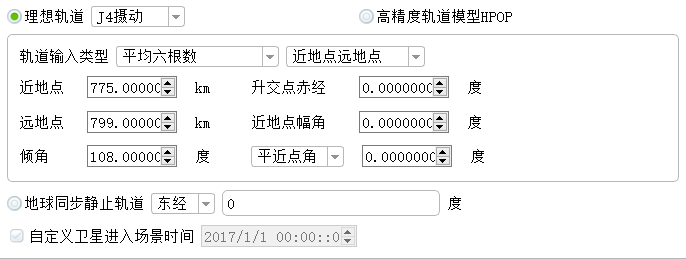 理想轨道 J4摄动 高精度轨道模型HPOP
轨道输入类型 平均六根数 近地点远地点
近地点 775.00000 km 升交点赤经 0.0000000 度
远地点 799.00000 km 近地点幅角 0.0000000 度
倾角 108.00000 度 平近点角 0.0000000 度
地球同步静止轨道 东经 0 度
自定义卫星进入场景时间 2017/1/1 00:00::0